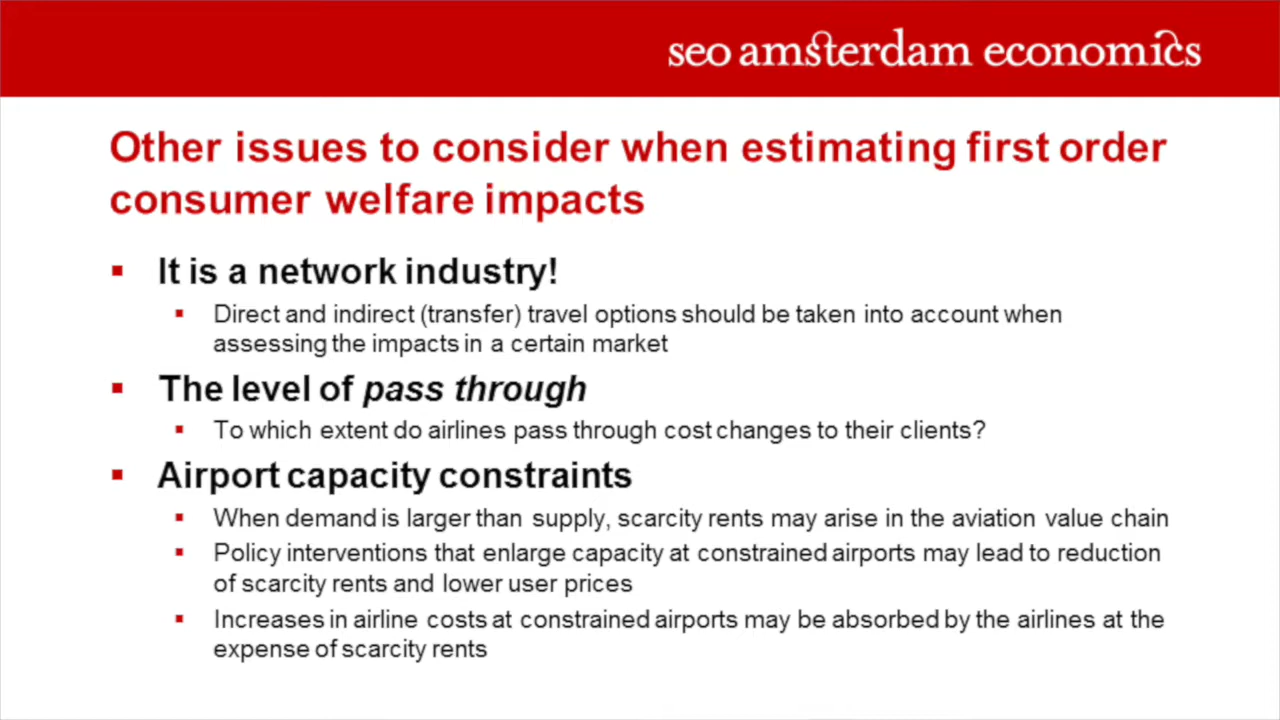 seo amsterdam economics
Other issues to consider when estimating first order
consumer welfare impacts
It is a network industry!
Direct and indirect (transfer) travel options should be taken into account when
assessing the impacts in a certain market
The level of pass through
To which extent do airlines pass through cost changes to their clients?
Airport capacity constraints
When demand is larger than supply, scarcity rents may arise in the aviation value chain
Policy interventions that enlarge capacity at constrained airports may lead to reduction
of scarcity rents and lower user prices
Increases in airline costs at constrained airports may be absorbed by the airlines at the
expense of scarcity rents